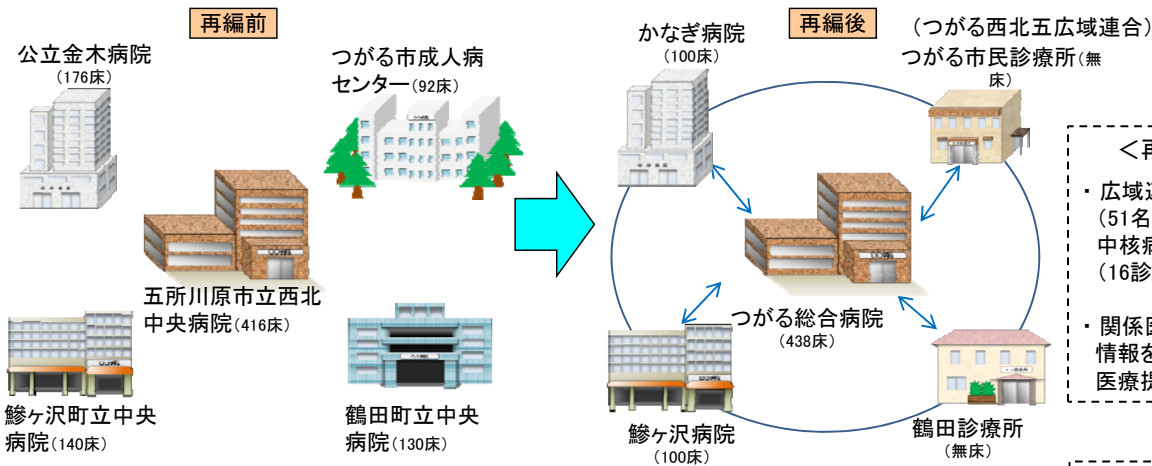 再編前
公立金木病院
(176床)
つがる市成人病
センター(92床)
五所川原市立西北
中央病院(416床)
鰺ヶ沢町立中央
病院(140床)
鶴田町立中央
病院(130床)
再編後
(つがる西北五広域連合)
かなぎ病院
(100床)
つがる市民診療所(無
床)
つがる総合病院
(438床)
鰺ヶ沢病院
(100床)
鶴田診療所
(無床)
<再
・広域連
(51名
中核病
(16診
・関係医
情報を
医療提